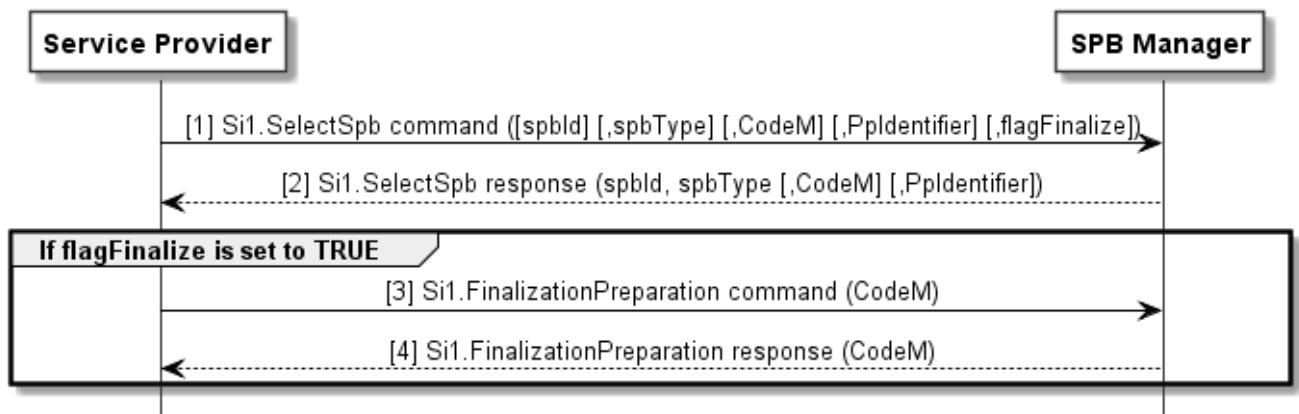 Service Provider
SPB Manager
[1] Si1.SelectSpb command ([spbId] [,spbType] [,CodeM] [,PpIdentifier] [,flagFinalize])
[2] Si1.SelectSpb response (spbId, spbType [,CodeM] [,PpIdentifier])
If flagFinalize is set to TRUE
[3] Si1.FinalizationPreparation command (CodeM)
[4] Si1.FinalizationPreparation response (CodeM)